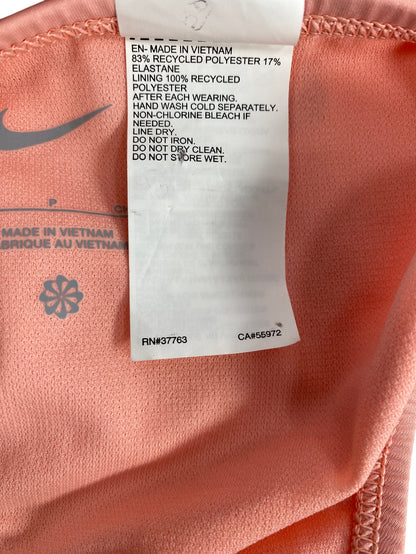 EN- MADE IN VIETNAM
83% RECYCLED POLYESTER 17%
ELASTANE
LINING 100% RECYCLED
POLYESTER
AFTER EACH WEARING.
HAND WASH COLD SEPARATELY.
NON-CHLORINE BLEACH IF
NEEDED.
LINE DRY.
DO NOT IRON.
DO NOT DRY CLEAN.
DO NOT STORE WET.
P
MADE IN VIETNAM
FABRIQUE AU VIETNAM
RN#37763 CA#55972